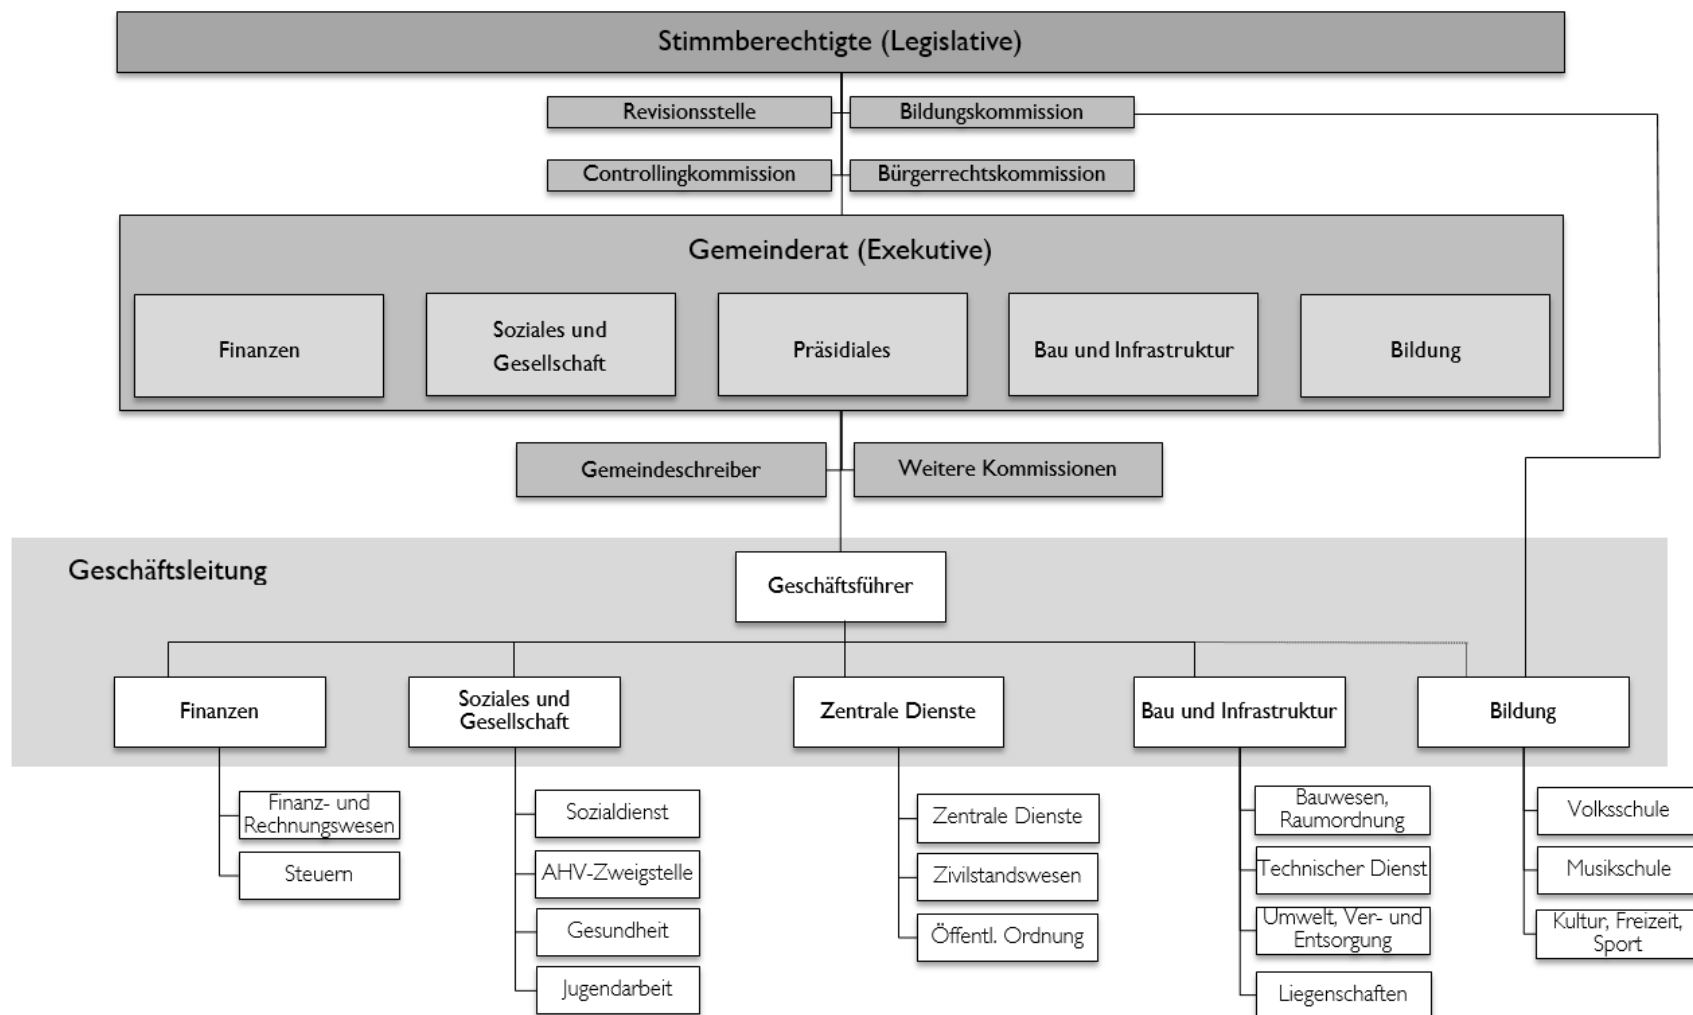 Stimmberechtigte (Legislative)
Revisionsstelle
Bildungskommission
Controllingkommission
Bürgerrechtskommission
Gemeinderat (Exekutive)
Finanzen
Soziales und
Gesellschaft
Präsidiales
Bau und Infrastruktur
Bildung
Gemeindeschreiber
Weitere Kommissionen
Geschäftsleitung
Geschäftsführer
Finanzen
Soziales und
Gesellschaft
Zentrale Dienste
Bau und Infrastruktur
Bildung
Finanz- und
Rechnungswesen
Steuern
Sozialdienst
AHV-Zweigstelle
Gesundheit
Jugendarbeit
Zentrale Dienste
Zivilstandswesen
Öffentl. Ordnung
Bauwesen,
Raumordnung
Technischer Dienst
Umwelt, Ver- und
Entsorgung
Liegenschaften
Volksschule
Musikschule
Kultur, Freizeit,
Sport